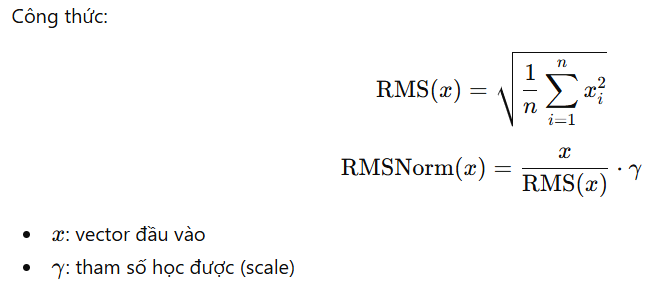 Công thức:
RMS(x) = √(1/n ∑_{i=1}^{n} x_i^2)
RMSNorm(x) = x/RMS(x) · γ
• x: vector đầu vào
• γ: tham số học được (scale)